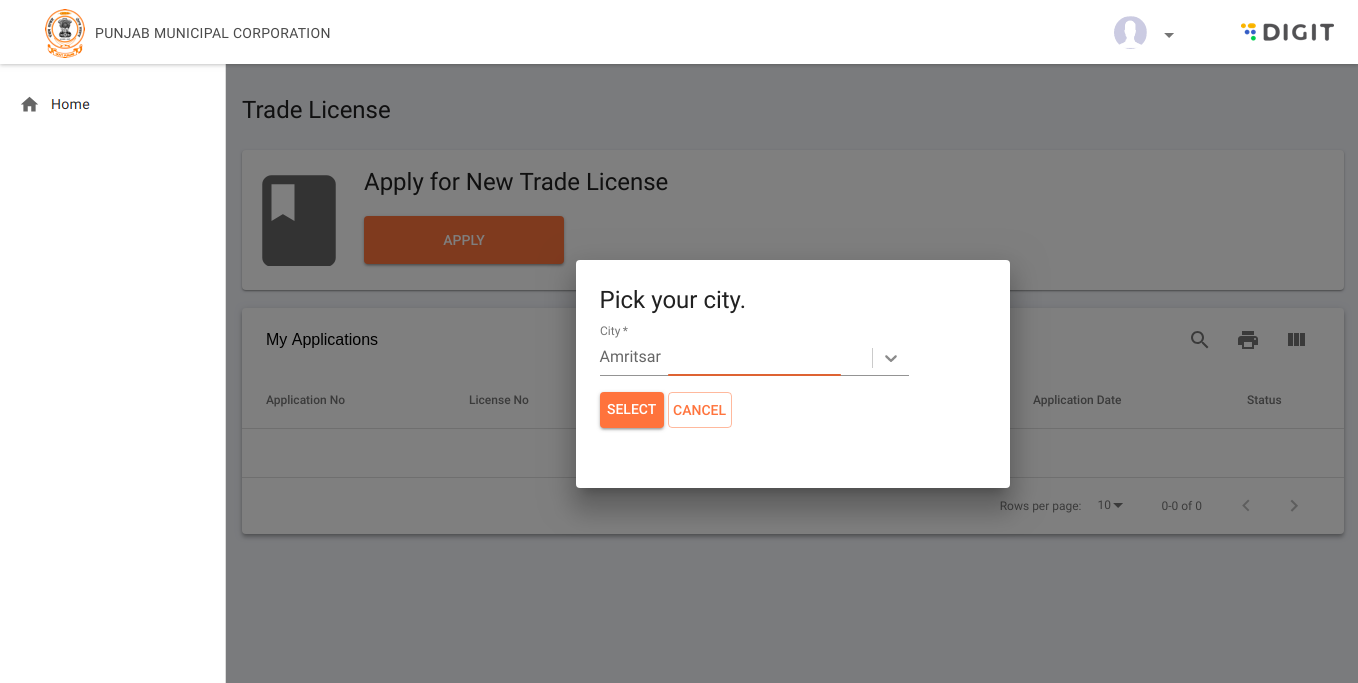 PUNJAB MUNICIPAL CORPORATION
DIGIT
Home
Trade License
Apply for New Trade License
APPLY
Pick your city.
City *
Amritsar
SELECT CANCEL
My Applications
Application No License No Application Date Status
Rows per page: 10 0-0 of 0